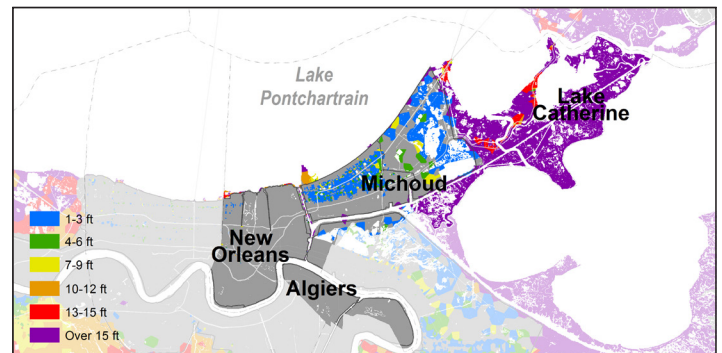 Lake
Pontchartrain
Lake
Catherine
Michoud
New
Orleans
Algiers
1-3 ft
4-6 ft
7-9 ft
10-12 ft
13-15 ft
Over 15 ft